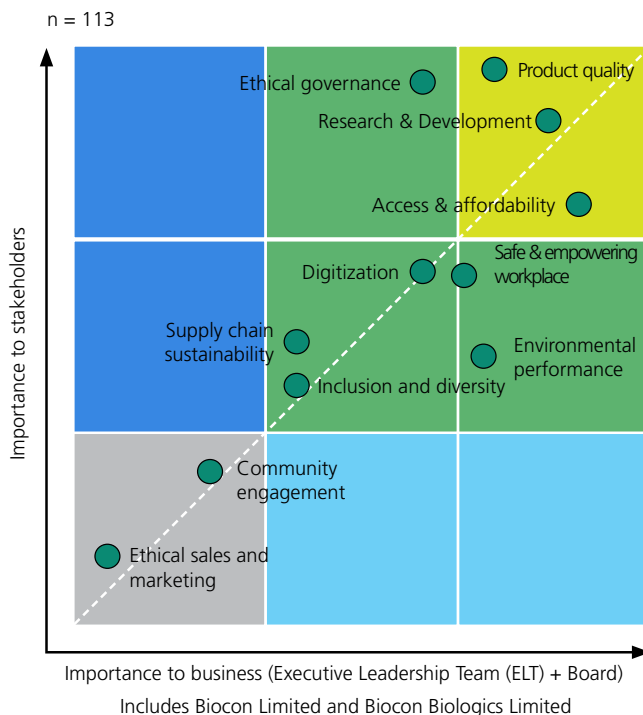 n = 113
Ethical governance
Product quality
Research & Development
Access & affordability
Digitization
Safe & empowering
workplace
Supply chain
sustainability
Environmental
performance
Inclusion and diversity
Community
engagement
Ethical sales and
marketing
Importance to stakeholders
Importance to business (Executive Leadership Team (ELT) + Board)
Includes Biocon Limited and Biocon Biologics Limited